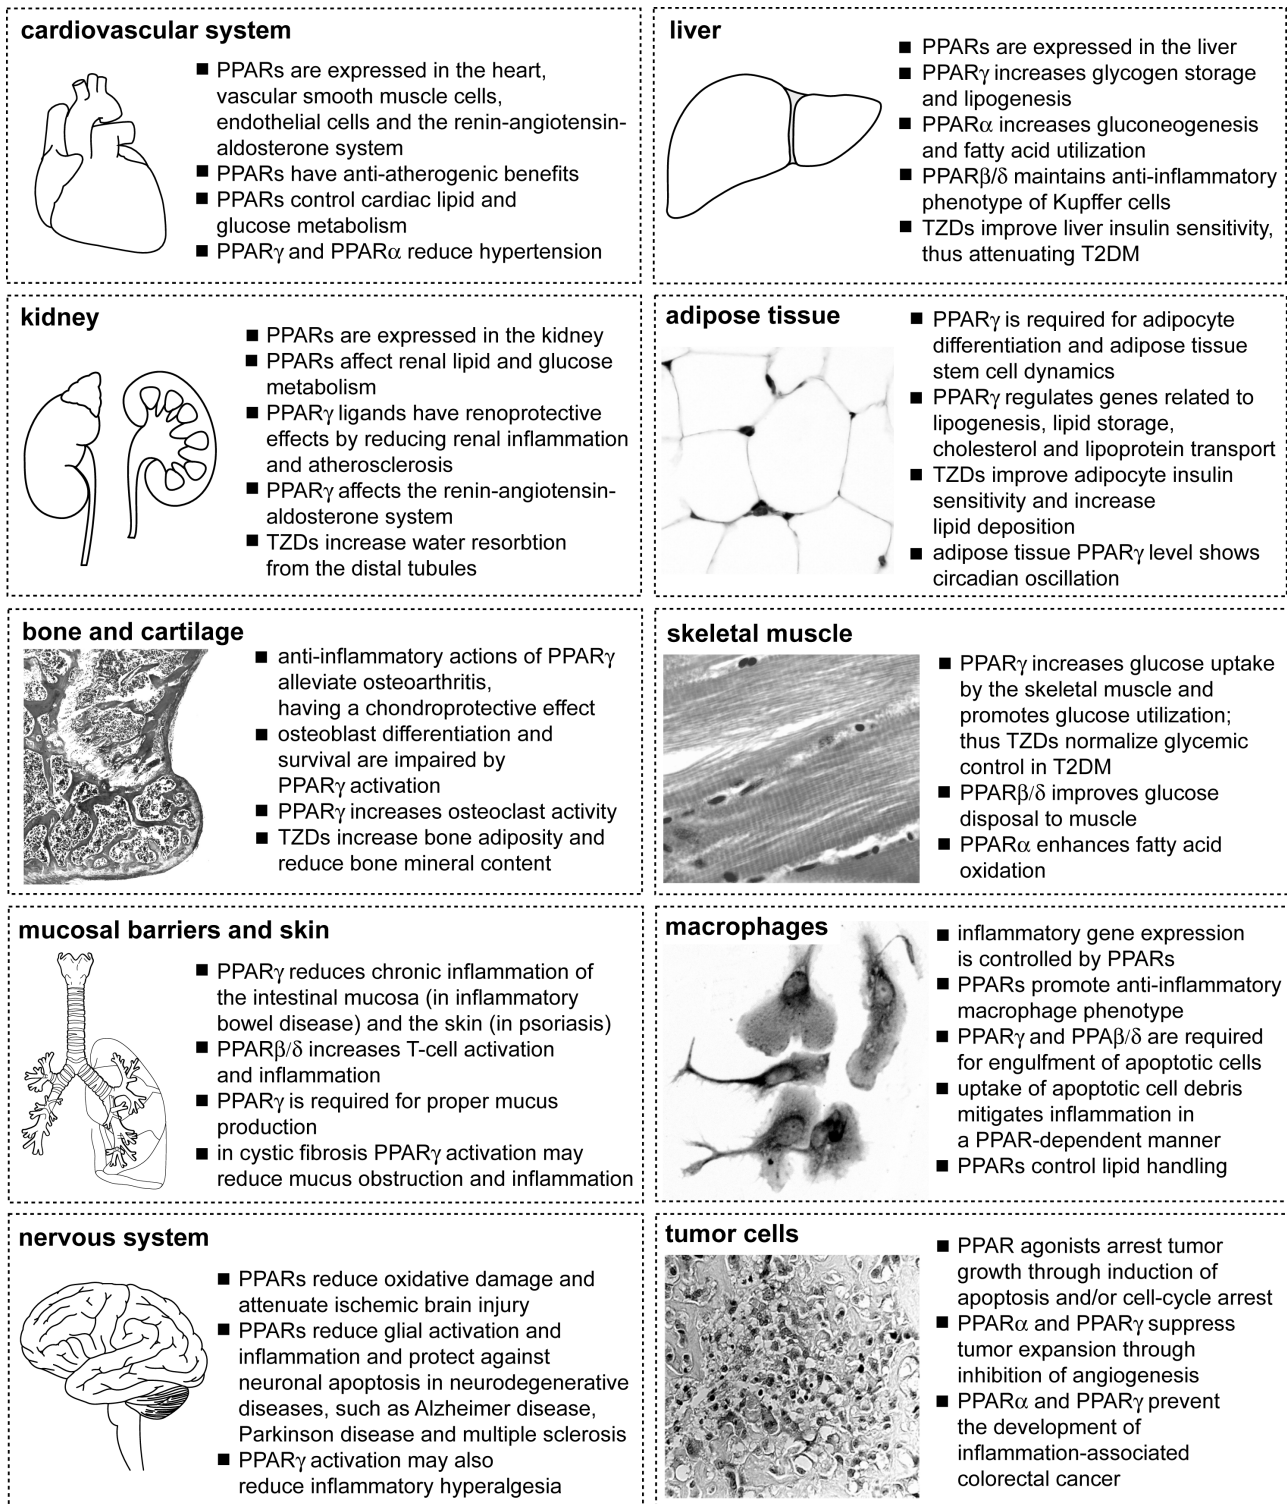 cardiovascular system
■ PPARs are expressed in the heart,
vascular smooth muscle cells,
endothelial cells and the renin-angiotensin-
aldosterone system
■ PPARs have anti-atherogenic benefits
■ PPARs control cardiac lipid and
glucose metabolism
■ PPARγ and PPARα reduce hypertension
liver
■ PPARs are expressed in the liver
■ PPARγ increases glycogen storage
and lipogenesis
■ PPARα increases gluconeogenesis
and fatty acid utilization
■ PPARβ/δ maintains anti-inflammatory
phenotype of Kupffer cells
■ TZDs improve liver insulin sensitivity,
thus attenuating T2DM
kidney
■ PPARs are expressed in the kidney
■ PPARs affect renal lipid and glucose
metabolism
■ PPARγ ligands have renoprotective
effects by reducing renal inflammation
and atherosclerosis
■ PPARγ affects the renin-angiotensin-
aldosterone system
■ TZDs increase water resorbtion
from the distal tubules
adipose tissue
■ PPARγ is required for adipocyte
differentiation and adipose tissue
stem cell dynamics
■ PPARγ regulates genes related to
lipogenesis, lipid storage,
cholesterol and lipoprotein transport
■ TZDs improve adipocyte insulin
sensitivity and increase
lipid deposition
■ adipose tissue PPARγ level shows
circadian oscillation
bone and cartilage
■ anti-inflammatory actions of PPARγ
alleviate osteoarthritis,
having a chondroprotective effect
■ osteoblast differentiation and
survival are impaired by
PPARγ activation
■ PPARγ increases osteoclast activity
■ TZDs increase bone adiposity and
reduce bone mineral content
skeletal muscle
■ PPARγ increases glucose uptake
by the skeletal muscle and
promotes glucose utilization;
thus TZDs normalize glycemic
control in T2DM
■ PPARβ/δ improves glucose
disposal to muscle
■ PPARα enhances fatty acid
oxidation
mucosal barriers and skin
■ PPARγ reduces chronic inflammation of
the intestinal mucosa (in inflammatory
bowel disease) and the skin (in psoriasis)
■ PPARβ/δ increases T-cell activation
and inflammation
■ PPARγ is required for proper mucus
production
■ in cystic fibrosis PPARγ activation may
reduce mucus obstruction and inflammation
macrophages
■ inflammatory gene expression
is controlled by PPARs
■ PPARs promote anti-inflammatory
macrophage phenotype
■ PPARγ and PPAβ/δ are required
for engulfment of apoptotic cells
■ uptake of apoptotic cell debris
mitigates inflammation in
a PPAR-dependent manner
■ PPARs control lipid handling
nervous system
■ PPARs reduce oxidative damage and
attenuate ischemic brain injury
■ PPARs reduce glial activation and
inflammation and protect against
neuronal apoptosis in neurodegenerative
diseases, such as Alzheimer disease,
Parkinson disease and multiple sclerosis
■ PPARγ activation may also
reduce inflammatory hyperalgesia
tumor cells
■ PPAR agonists arrest tumor
growth through induction of
apoptosis and/or cell-cycle arrest
■ PPARα and PPARγ suppress
tumor expansion through
inhibition of angiogenesis
■ PPARα and PPARγ prevent
the development of
inflammation-associated
colorectal cancer